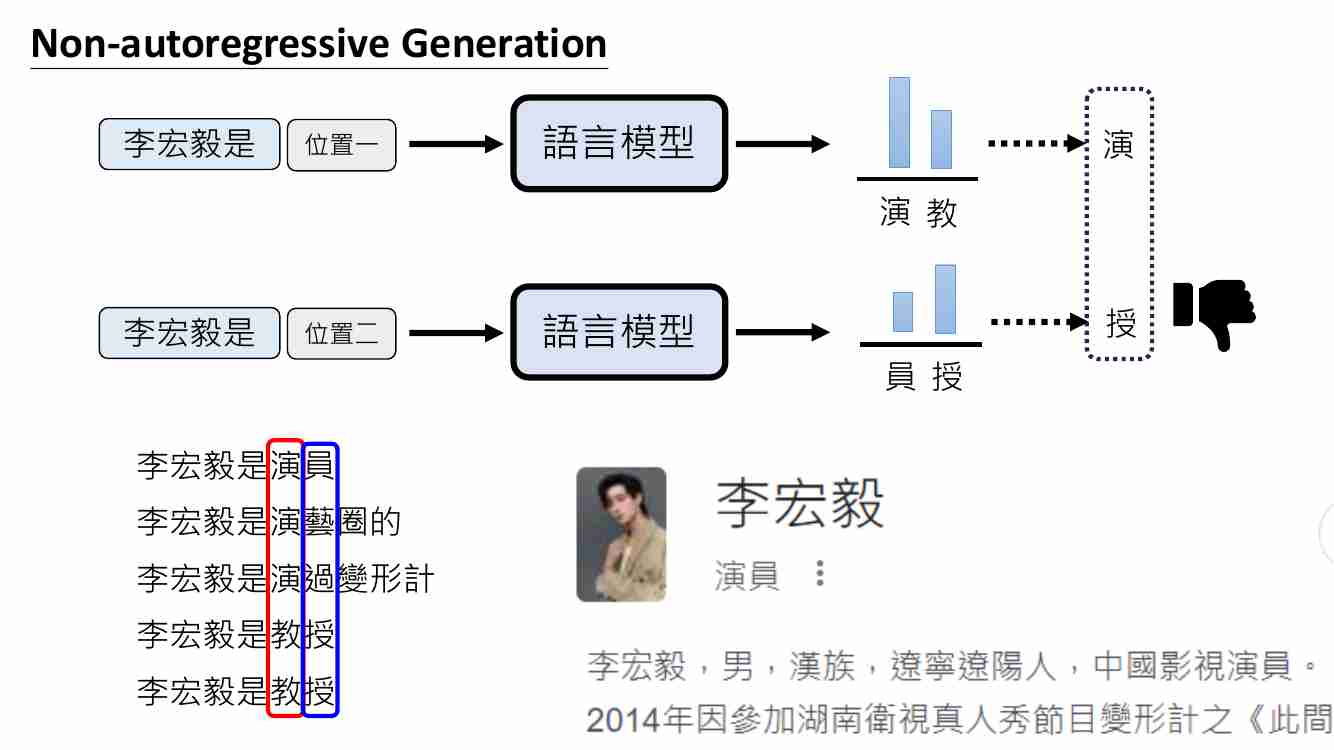 Non-autoregressive Generation
李宏毅是 位置一 語言模型 演
演 教
李宏毅是 位置二 語言模型 授
員 授
李宏毅是演員
李宏毅是演藝圈的
李宏毅是演過變形計
李宏毅是教授
李宏毅是教授
李宏毅
演員
李宏毅，男，漢族，遼寧遼陽人，中國影視演員。
2014年因參加湖南衛視真人秀節目變形計之《此間